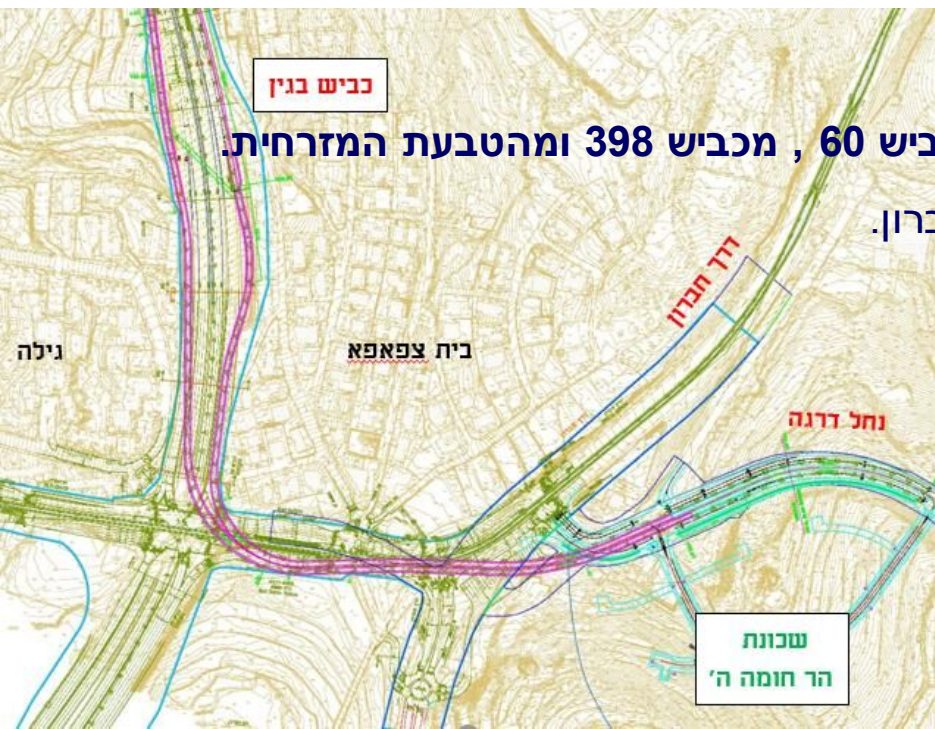 כביש בגין
ביש 60 , מכביש 398 ומהטבעת המזרחית.
ברון.
דרך חברון
גילה
בית צפאפא
נחל דרגה
שכונת
הר חומה ה'